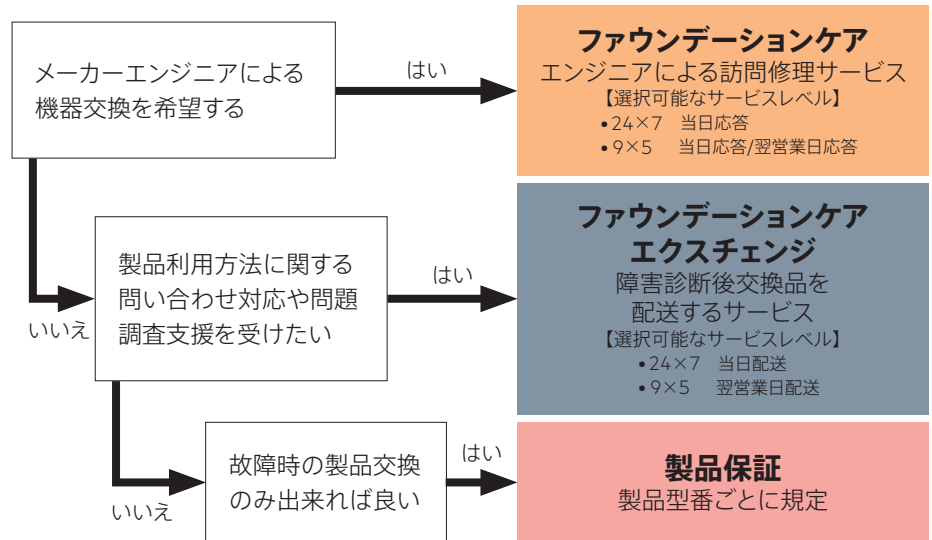 メーカーエンジニアによる
機器交換を希望する
はい
ファウンデーションケア
エンジニアによる訪問修理サービス
【選択可能なサービスレベル】
•24×7 当日応答
•9×5 当日応答/翌営業日応答
いいえ
製品利用方法に関する
問い合わせ対応や問題
調査支援を受けたい
はい
ファウンデーションケア
エクスチェンジ
障害診断後交換品を
配送するサービス
【選択可能なサービスレベル】
•24×7 当日配送
•9×5 翌営業日配送
いいえ
故障時の製品交換
のみ出来れば良い
はい
製品保証
製品型番ごとに規定